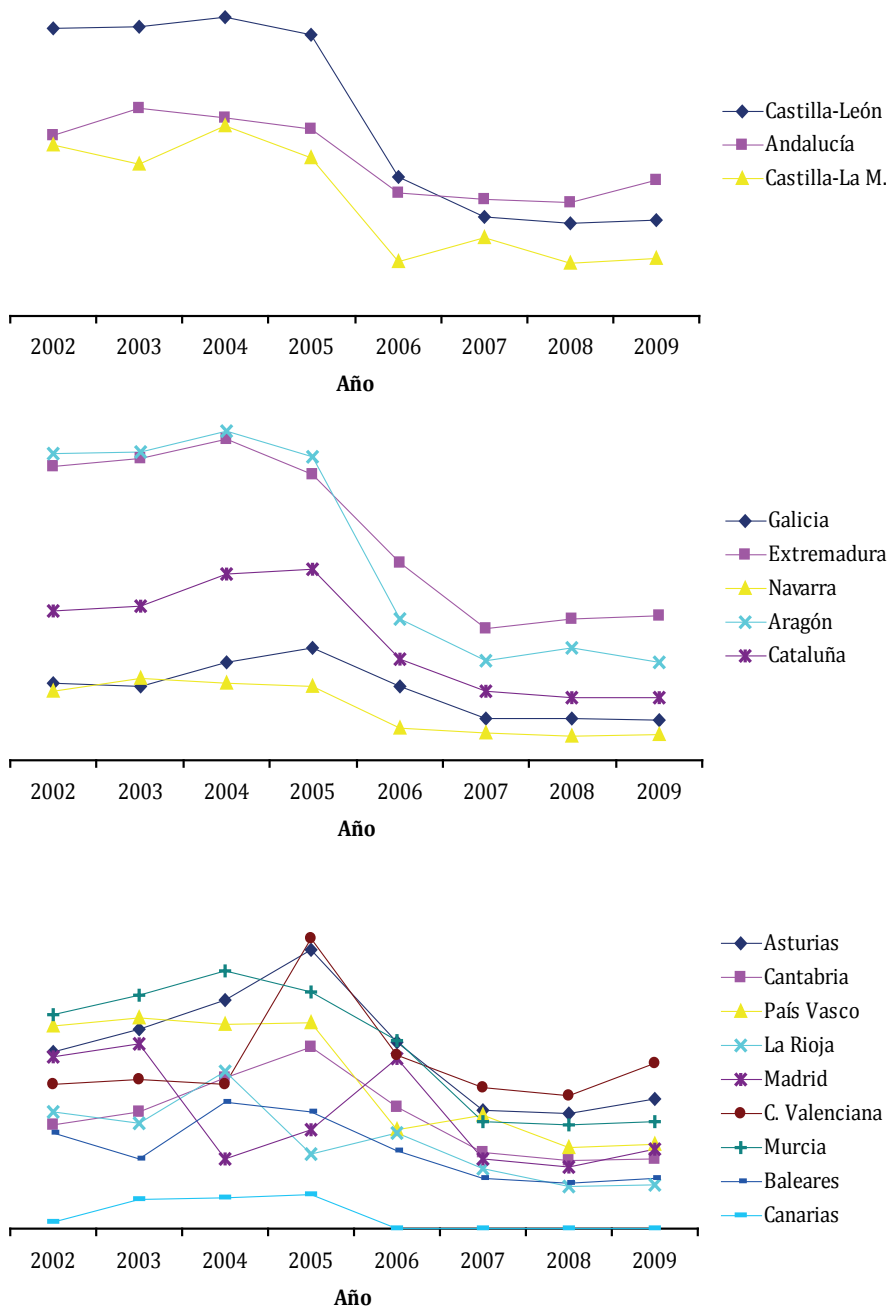 Castilla-León
Andalucía
Castilla-La M.
2002 2003 2004 2005 2006 2007 2008 2009
Año
Galicia
Extremadura
Navarra
Aragón
Cataluña
2002 2003 2004 2005 2006 2007 2008 2009
Año
Asturias
Cantabria
País Vasco
La Rioja
Madrid
C. Valenciana
Murcia
Baleares
Canarias
2002 2003 2004 2005 2006 2007 2008 2009
Año